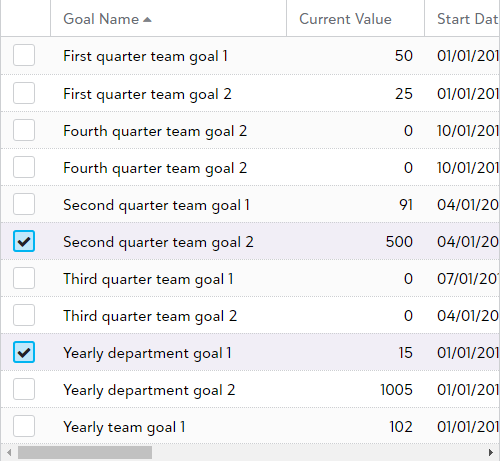 Goal Name Current Value Start Dat
First quarter team goal 1 50 01/01/201
First quarter team goal 2 25 01/01/201
Fourth quarter team goal 2 0 10/01/201
Fourth quarter team goal 2 0 10/01/201
Second quarter team goal 1 91 04/01/20
Second quarter team goal 2 500 04/01/20
Third quarter team goal 1 0 07/01/201
Third quarter team goal 2 0 04/01/20
Yearly department goal 1 15 01/01/201
Yearly department goal 2 1005 01/01/201
Yearly team goal 1 102 01/01/201